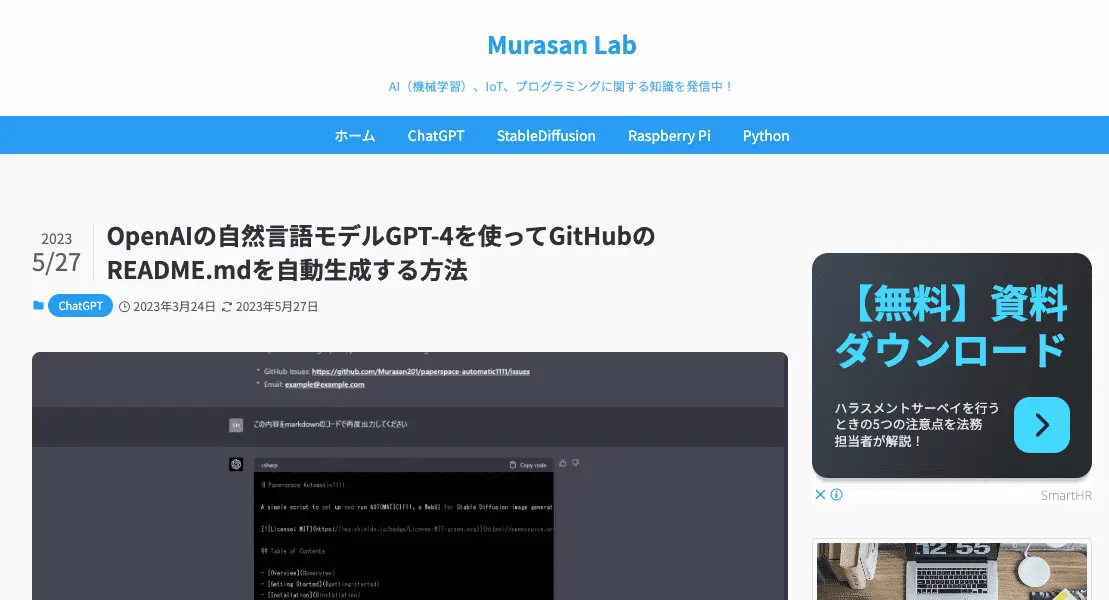 Murasan Lab
AI（機械学習）、IoT、プログラミングに関する知識を発信中！
ホーム ChatGPT StableDiffusion Raspberry Pi Python
2023
5/27
OpenAIの自然言語モデルGPT-4を使ってGitHubの
README.mdを自動生成する方法
ChatGPT 2023年3月24日 2023年5月27日
GitHub Issues: https://github.com/Murasan201/paperspace-automatic1111/issues
Email: example@example.com
この内容をmarkdownのコードで再度出力してください
csharp Copy code
# Paperspace Automatic1111
A simple script to set up and run AUTOMATIC1111, a WebUI for Stable Diffusion image generat
[![License: MIT](https://img.shields.io/badge/License-MIT-green.svg)](https://opensource.or
## Table of Contents
- [Overview](#overview)
- [Getting Started](#getting-started)
- [Installation](#installation)
【無料】資料
ダウンロード
ハラスメントサーベイを行う
ときの5つの注意点を法務
担当者が解説！
SmartHR
12 55